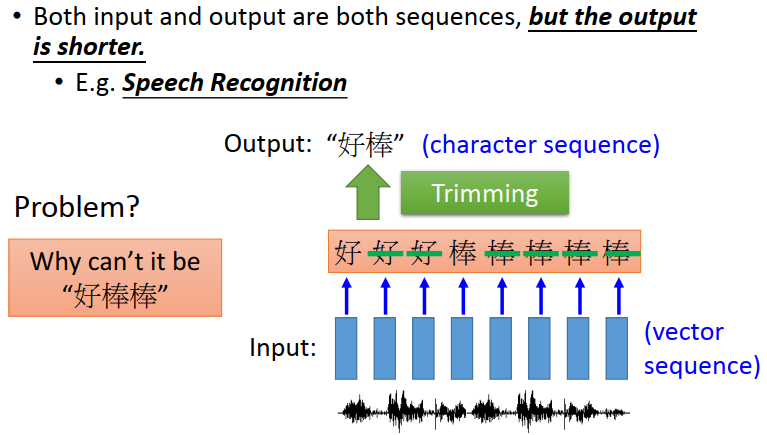 • Both input and output are both sequences, but the output
is shorter.
• E.g. Speech Recognition
Output: “好棒” (character sequence)
Trimming
Problem?
Why can’t it be
“好棒棒”
好 好 好 棒 棒 棒 棒 棒
Input:
(vector
sequence)